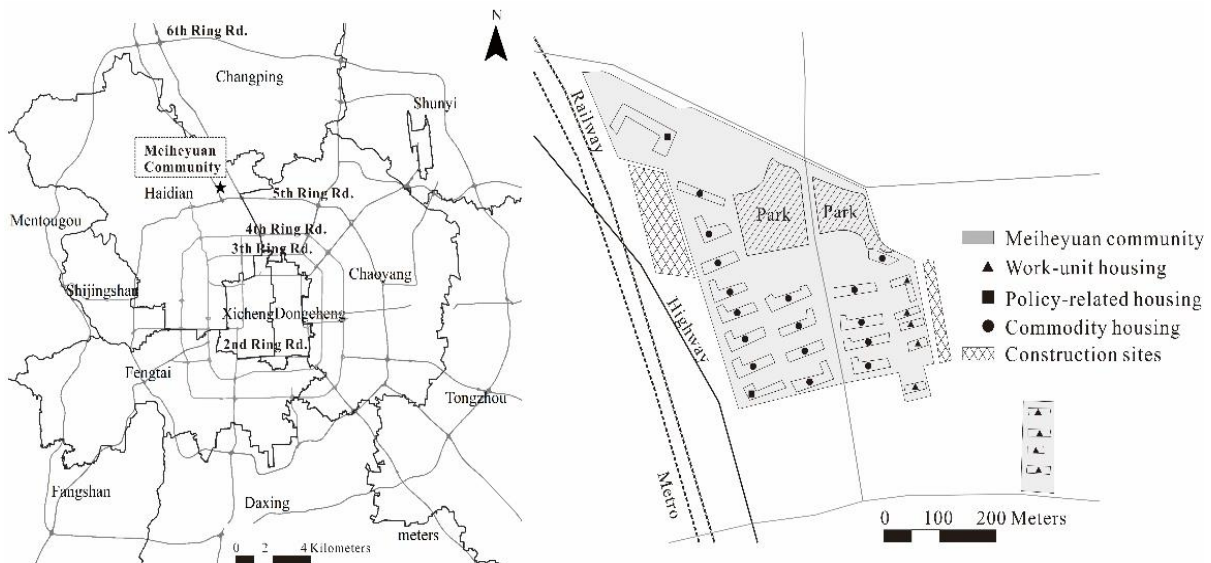 N
6th Ring Rd.
Changping
Shunyi
Meiheyuan
Community
Haidian
5th Ring Rd.
Mentougou
4th Ring Rd.
3th Ring Rd.
Chaoyang
Shijingshan
Xicheng
Dongcheng
2nd Ring Rd.
Fengtai
Tongzhou
Fangshan
Daxing
meters
0 2 4 Kilometers
Railway
Highway
Metro
Park
Park
Meiheyuan community
Work-unit housing
Policy-related housing
Commodity housing
Construction sites
0 100 200 Meters